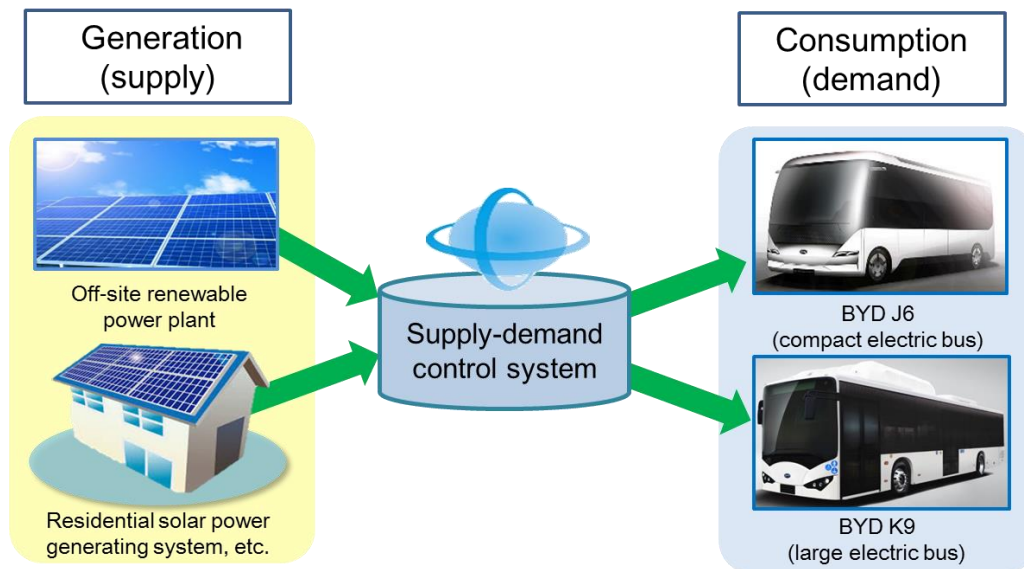 Generation
(supply)
Consumption
(demand)
Off-site renewable
power plant
Residential solar power
generating system, etc.
Supply-demand
control system
BYD J6
(compact electric bus)
BYD K9
(large electric bus)